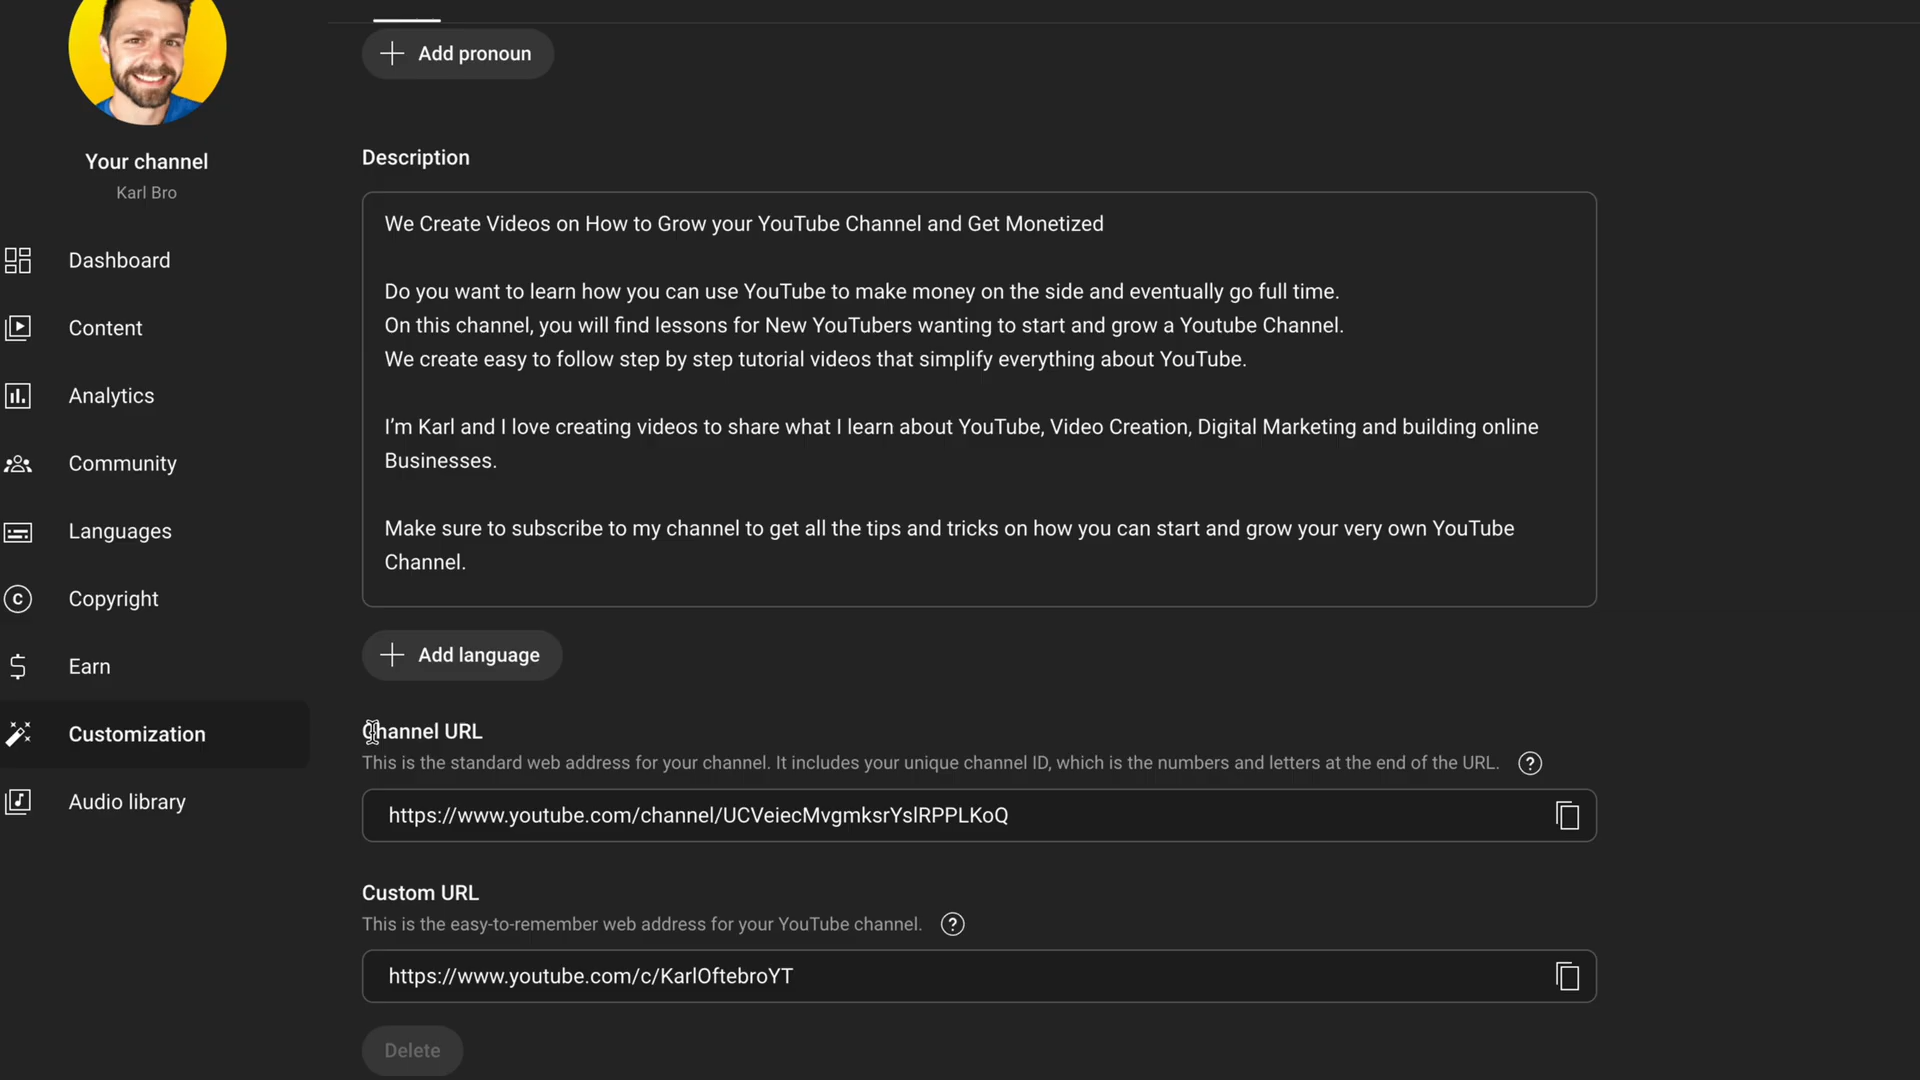 Your channel
Karl Bro
Dashboard
Content
Analytics
Community
Languages
Copyright
Earn
Customization
Audio library
Add pronoun
Description
We Create Videos on How to Grow your YouTube Channel and Get Monetized
Do you want to learn how you can use YouTube to make money on the side and eventually go full time.
On this channel, you will find lessons for New YouTubers wanting to start and grow a Youtube Channel.
We create easy to follow step by step tutorial videos that simplify everything about YouTube.
I’m Karl and I love creating videos to share what I learn about YouTube, Video Creation, Digital Marketing and building online
Businesses.
Make sure to subscribe to my channel to get all the tips and tricks on how you can start and grow your very own YouTube
Channel.
Add language
Channel URL
This is the standard web address for your channel. It includes your unique channel ID, which is the numbers and letters at the end of the URL.
https://www.youtube.com/channel/UCVeiecMvgmksrYslRPPLKoQ
Custom URL
This is the easy-to-remember web address for your YouTube channel.
https://www.youtube.com/c/KarlOftebroYT
Delete